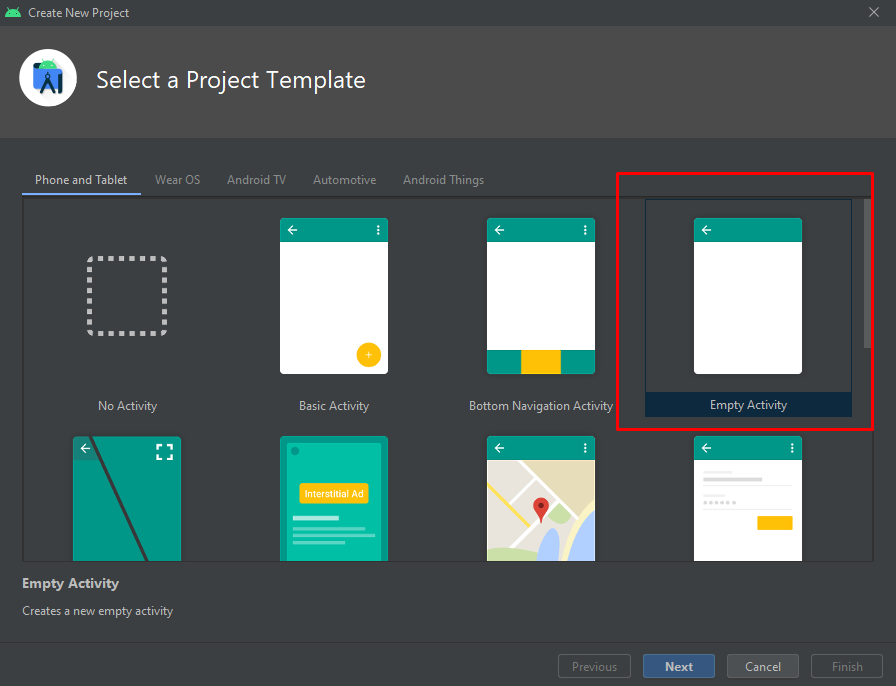 Create New Project
Select a Project Template
Phone and Tablet
Wear OS
Android TV
Automotive
Android Things
No Activity
Basic Activity
Bottom Navigation Activity
Empty Activity
Interstitial Ad
Empty Activity
Creates a new empty activity
Previous
Next
Cancel
Finish